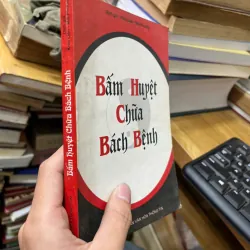 Bấm Huyệt
Chữa
Bách Bệnh
Bấm Huyệt Chữa Bách Bệnh